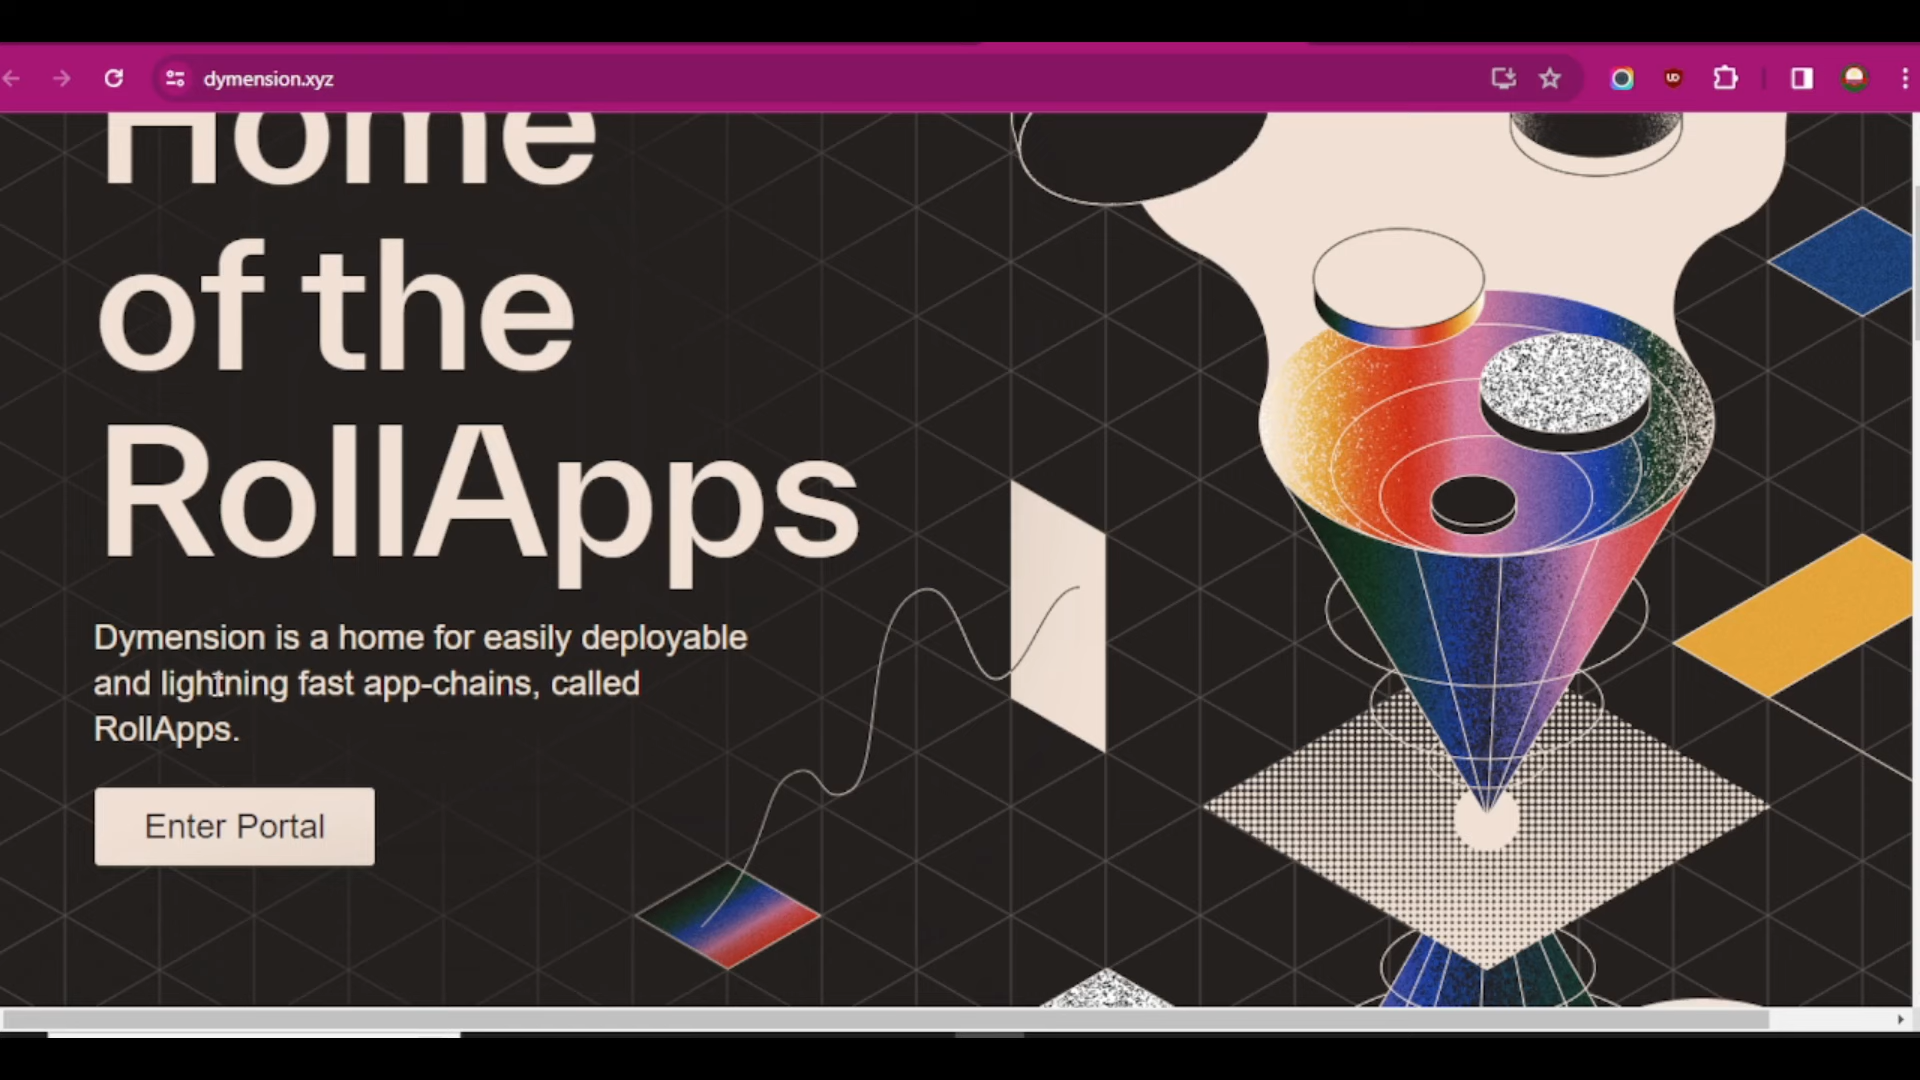 dymension.xyz
Home
of the
RollApps
Dymension is a home for easily deployable
and lightning fast app-chains, called
RollApps.
Enter Portal